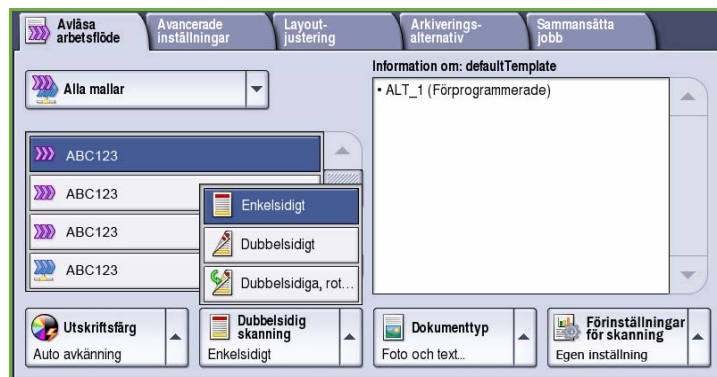 Avläsa
arbetsflöde
Avancerade
inställningar
Layout-
justering
Arkiverings-
alternativ
Sammansåtta
jobb
Alla mallar
Information om: defaultTemplate
• ALT_1 (Förprogrammerade)
ABC123
ABC123
ABC123
ABC123
Enkelsidigt
Dubbelsidigt
Dubbelsidiga, rot...
Utskriftsfärg
Auto avkänning
Dubbelsidig
skanning
Enkelsidigt
Dokumenttyp
Foto och text...
Förinställningar
för skanning
Egen inställning